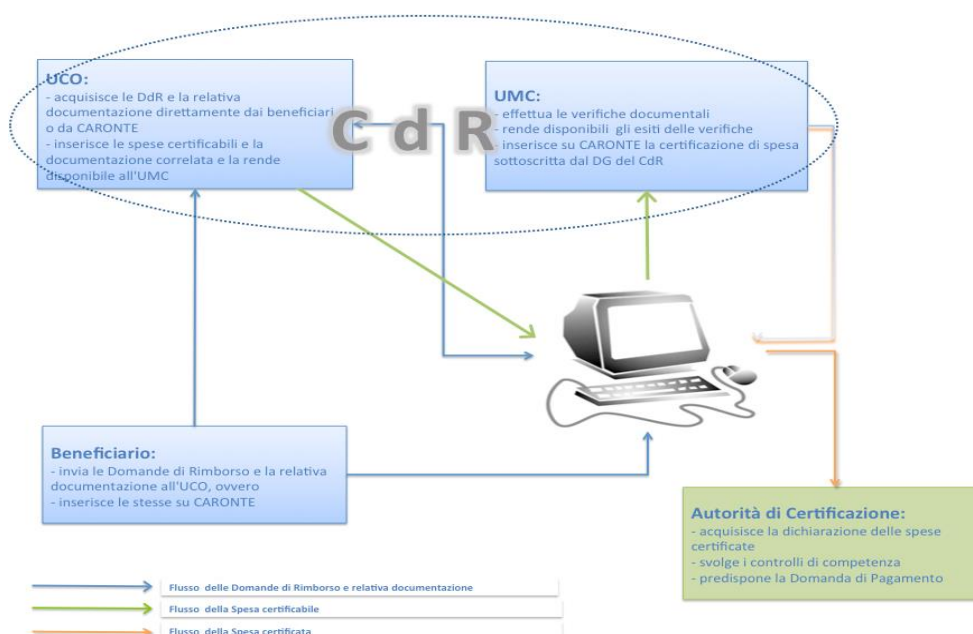 UCO:
- acquisisce le DdR e la relativa
documentazione direttamente dai beneficiari
o da CARONTE
- inserisce le spese certificabili e la
documentazione correlata e la rende
disponibile all'UMC
C d R
UMC:
- effettua le verifiche documentali
- rende disponibili gli esiti delle verifiche
- inserisce su CARONTE la certificazione di spesa
sottoscritta dal DG del CdR
Beneficiario:
- invia le Domande di Rimborso e la relativa
documentazione all'UCO, ovvero
- inserisce le stesse su CARONTE
Autorità di Certificazione:
- acquisisce la dichiarazione delle spese
certificate
- svolge i controlli di competenza
- predispone la Domanda di Pagamento
Flusso delle Domande di Rimborso e relativa documentazione
Flusso della Spesa certificabile
Flusso della Spesa certificata